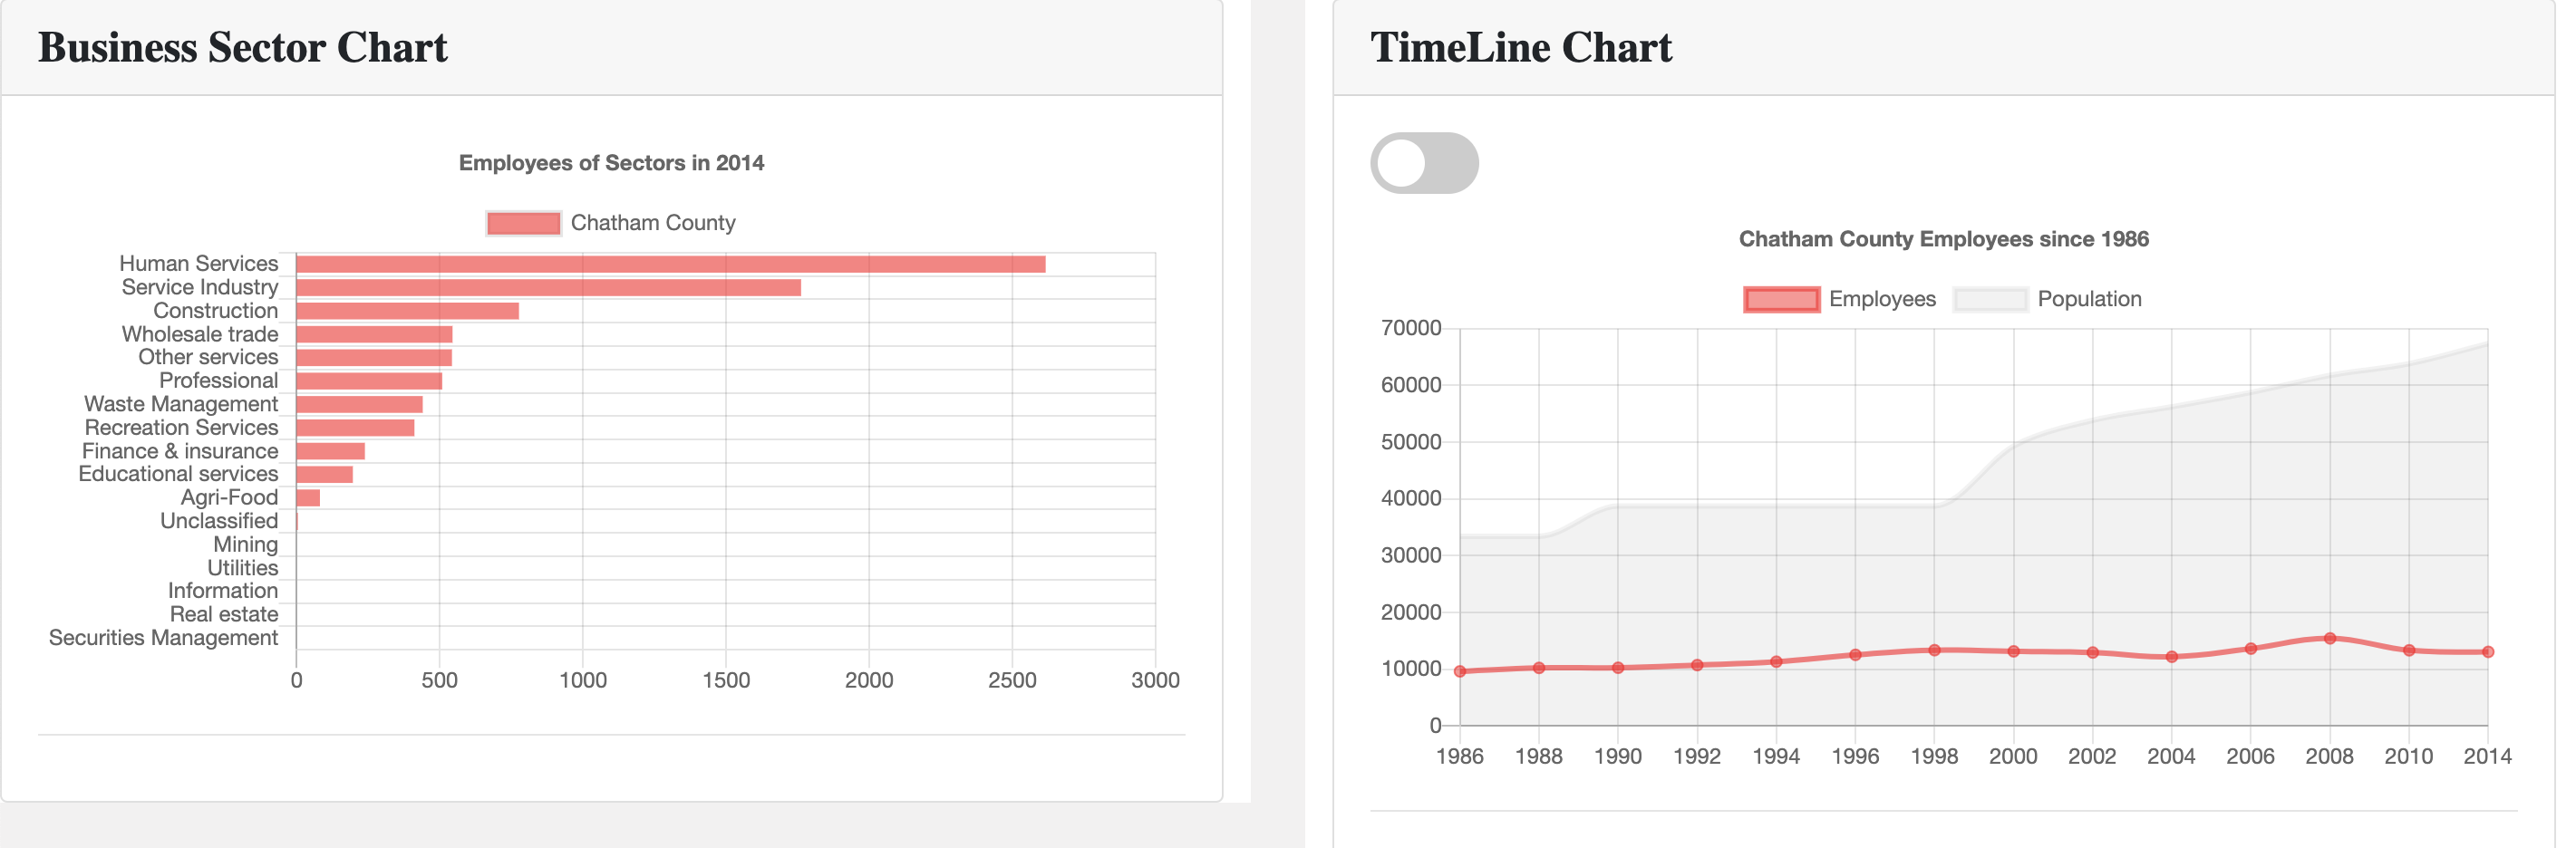 Business Sector Chart
Employees of Sectors in 2014
Chatham County
Human Services
Service Industry
Construction
Wholesale trade
Other services
Professional
Waste Management
Recreation Services
Finance & insurance
Educational services
Agri-Food
Unclassified
Mining
Utilities
Information
Real estate
Securities Management
0 500 1000 1500 2000 2500 3000
TimeLine Chart
Chatham County Employees since 1986
Employees Population
70000
60000
50000
40000
30000
20000
10000
0
1986 1988 1990 1992 1994 1996 1998 2000 2002 2004 2006 2008 2010 2014